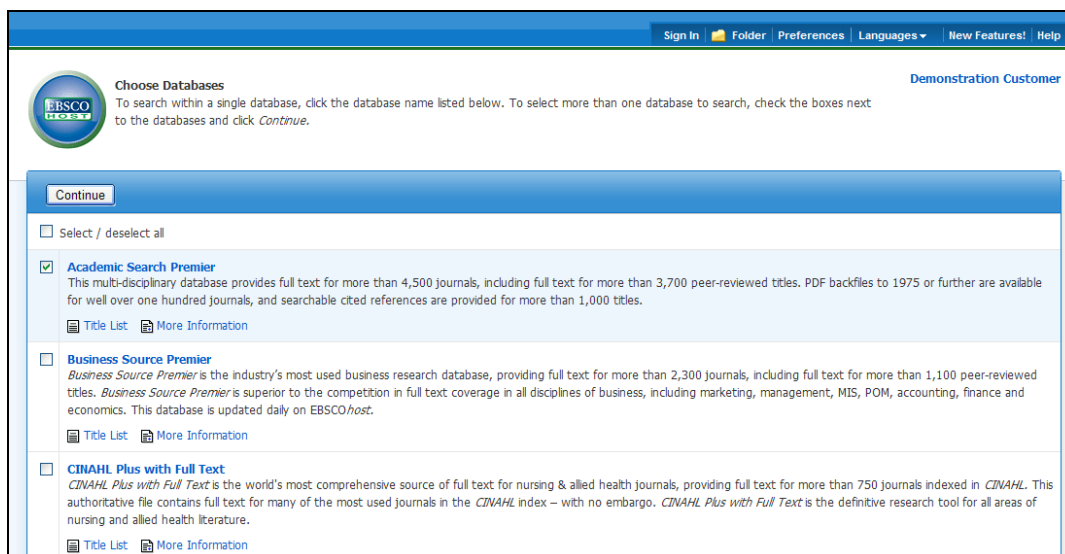 Sign In Folder Preferences Languages New Features! Help
Demonstration Customer
EBSCO
HOST
Choose Databases
To search within a single database, click the database name listed below. To select more than one database to search, check the boxes next
to the databases and click Continue.
Continue
Select / deselect all
Academic Search Premier
This multi-disciplinary database provides full text for more than 4,500 journals, including full text for more than 3,700 peer-reviewed titles. PDF backfiles to 1975 or further are available
for well over one hundred journals, and searchable cited references are provided for more than 1,000 titles.
Title List More Information
Business Source Premier
Business Source Premier is the industry's most used business research database, providing full text for more than 2,300 journals, including full text for more than 1,100 peer-reviewed
titles. Business Source Premier is superior to the competition in full text coverage in all disciplines of business, including marketing, management, MIS, POM, accounting, finance and
economics. This database is updated daily on EBSCOhost.
Title List More Information
CINAHL Plus with Full Text
CINAHL Plus with Full Text is the world's most comprehensive source of full text for nursing & allied health journals, providing full text for more than 750 journals indexed in CINAHL. This
authoritative file contains full text for many of the most used journals in the CINAHL index – with no embargo. CINAHL Plus with Full Text is the definitive research tool for all areas of
nursing and allied health literature.
Title List More Information